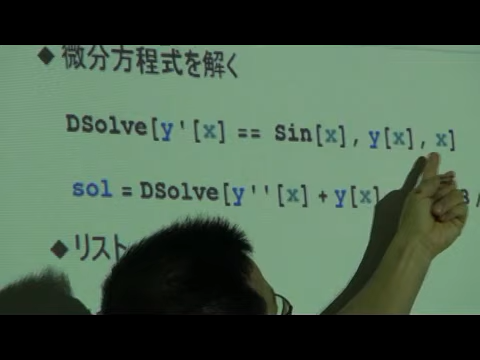 ◆ 微分方程式を解く
DSolve[y'[x] == Sin[x], y[x], x]
sol = DSolve[y''[x] + y[x]
◆ リスト